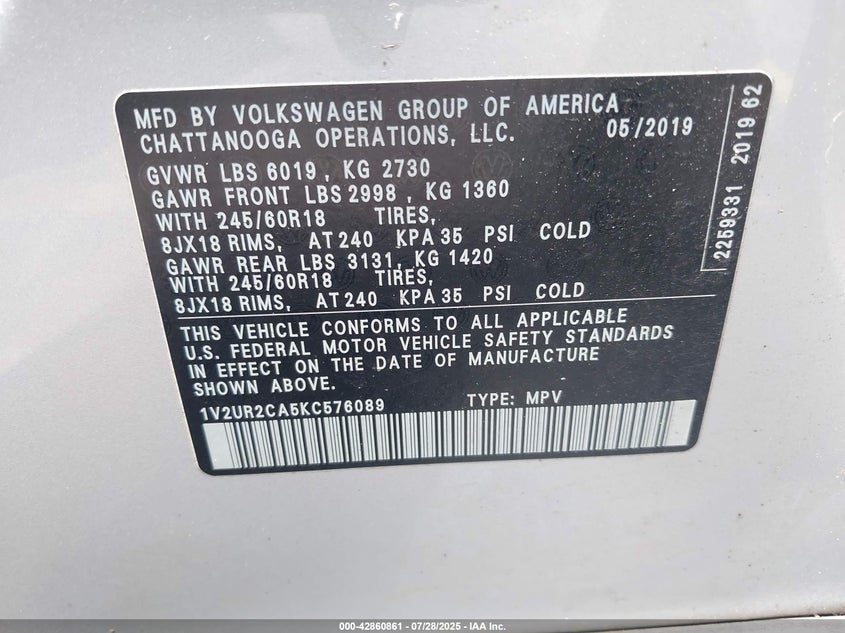 MFD BY VOLKSWAGEN GROUP OF AMERICA
CHATTANOOGA OPERATIONS, LLC. 05/2019
GVWR LBS 6019, KG 2730
GAWR FRONT LBS 2998, KG 1360
WITH 245/60R18 TIRES,
8JX18 RIMS, AT 240 KPA 35 PSI COLD
GAWR REAR LBS 3131, KG 1420
WITH 245/60R18 TIRES,
8JX18 RIMS, AT 240 KPA 35 PSI COLD
THIS VEHICLE CONFORMS TO ALL APPLICABLE
U.S. FEDERAL MOTOR VEHICLE SAFETY STANDARDS
IN EFFECT ON THE DATE OF MANUFACTURE
SHOWN ABOVE.
1V2UR2CA5KC576089 TYPE: MPV
2259331 2019 62
000-42860861 / 07/28/2025 - IAA Inc.